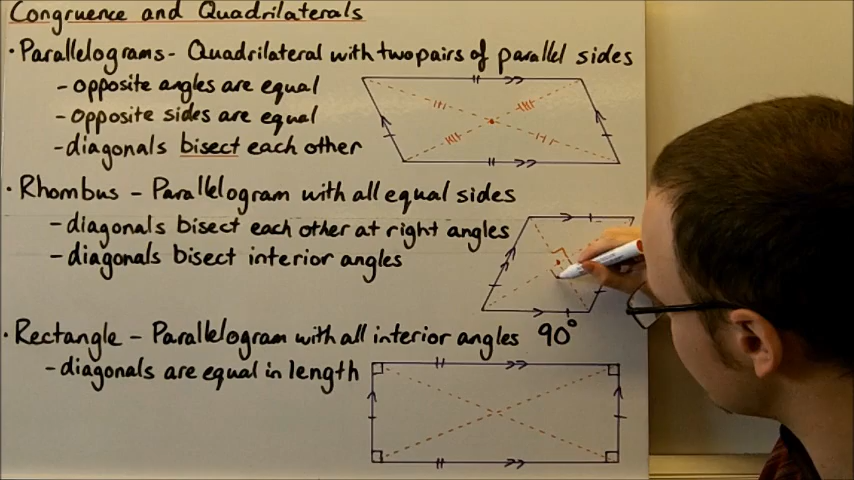 Congruence and Quadrilaterals
• Parallelograms - Quadrilateral with two pairs of parallel sides
- opposite angles are equal
- opposite sides are equal
- diagonals bisect each other
• Rhombus - Parallelogram with all equal sides
- diagonals bisect each other at right angles
- diagonals bisect interior angles
• Rectangle - Parallelogram with all interior angles 90°
- diagonals are equal in length